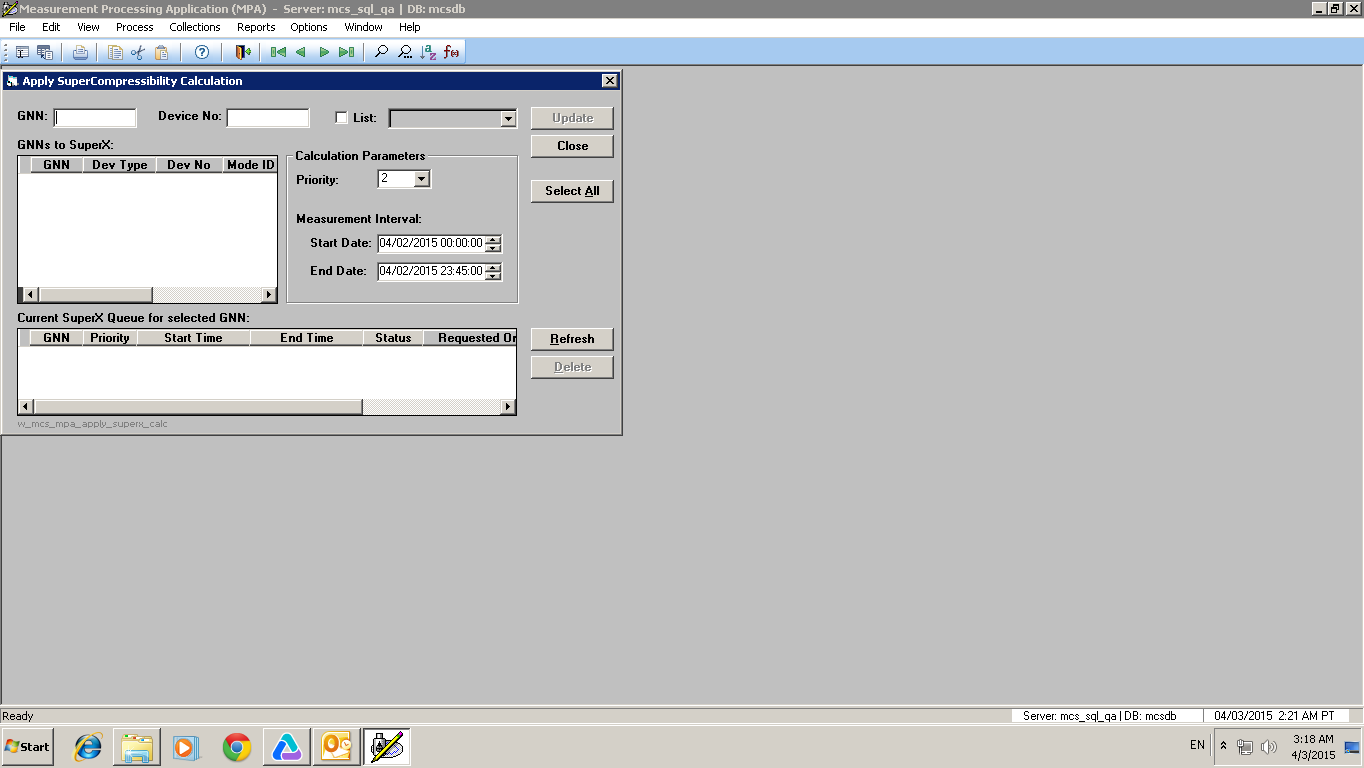 Measurement Processing Application (MPA)  -  Server: mcs_sql_qa | DB: mcsdb
File Edit View Process Collections Reports Options Window Help
Apply SuperCompressibility Calculation
GNN: Device No: List: Update
Close
GNNs to SuperX:
GNN Dev Type Dev No Mode ID
Calculation Parameters
Priority: 2
Select All
Measurement Interval:
Start Date: 04/02/2015 00:00:00
End Date: 04/02/2015 23:45:00
Current SuperX Queue for selected GNN:
GNN Priority Start Time End Time Status Requested Or
Refresh
Delete
w_mcs_mpa_apply_superx_calc
Ready Server: mcs_sql_qa | DB: mcsdb 04/03/2015 2:21 AM PT
Start EN 3:18 AM
4/3/2015